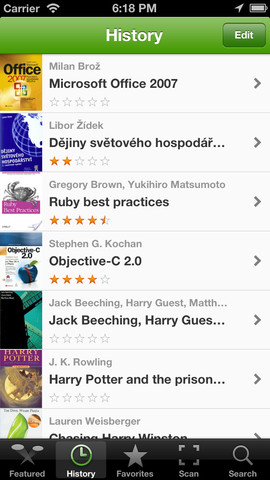 Carrier 6:18 PM
History Edit
Office
2007
Milan Brož
Microsoft Office 2007
DĚJINY
SVĚTOVÉHO
HOSPODÁŘSTVÍ
Libor Žídek
Dějiny světového hospodář...
Ruby
Best Practices
Gregory Brown, Yukihiro Matsumoto
Ruby best practices
Objective-C
2.0
Stephen G. Kochan
Objective-C 2.0
Jack Beeching, Harry Guest, Matth...
Jack Beeching, Harry Gues...
HARRY
POTTER
J. K. Rowling
Harry Potter and the prison...
Lauren Weisberger
Chasing Harry Winston
Featured History Favorites Scan Search